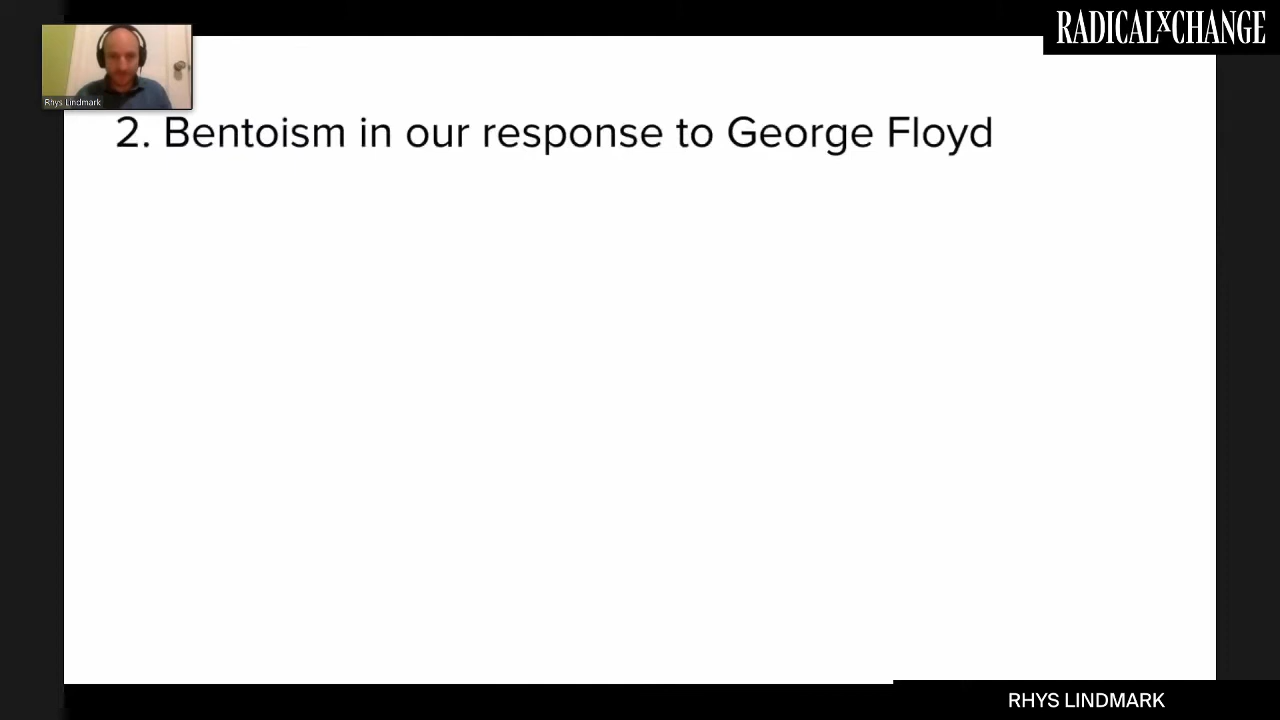 RADICALXCHANGE
Rhys Lindmark
2. Bentoism in our response to George Floyd
RHYS LINDMARK